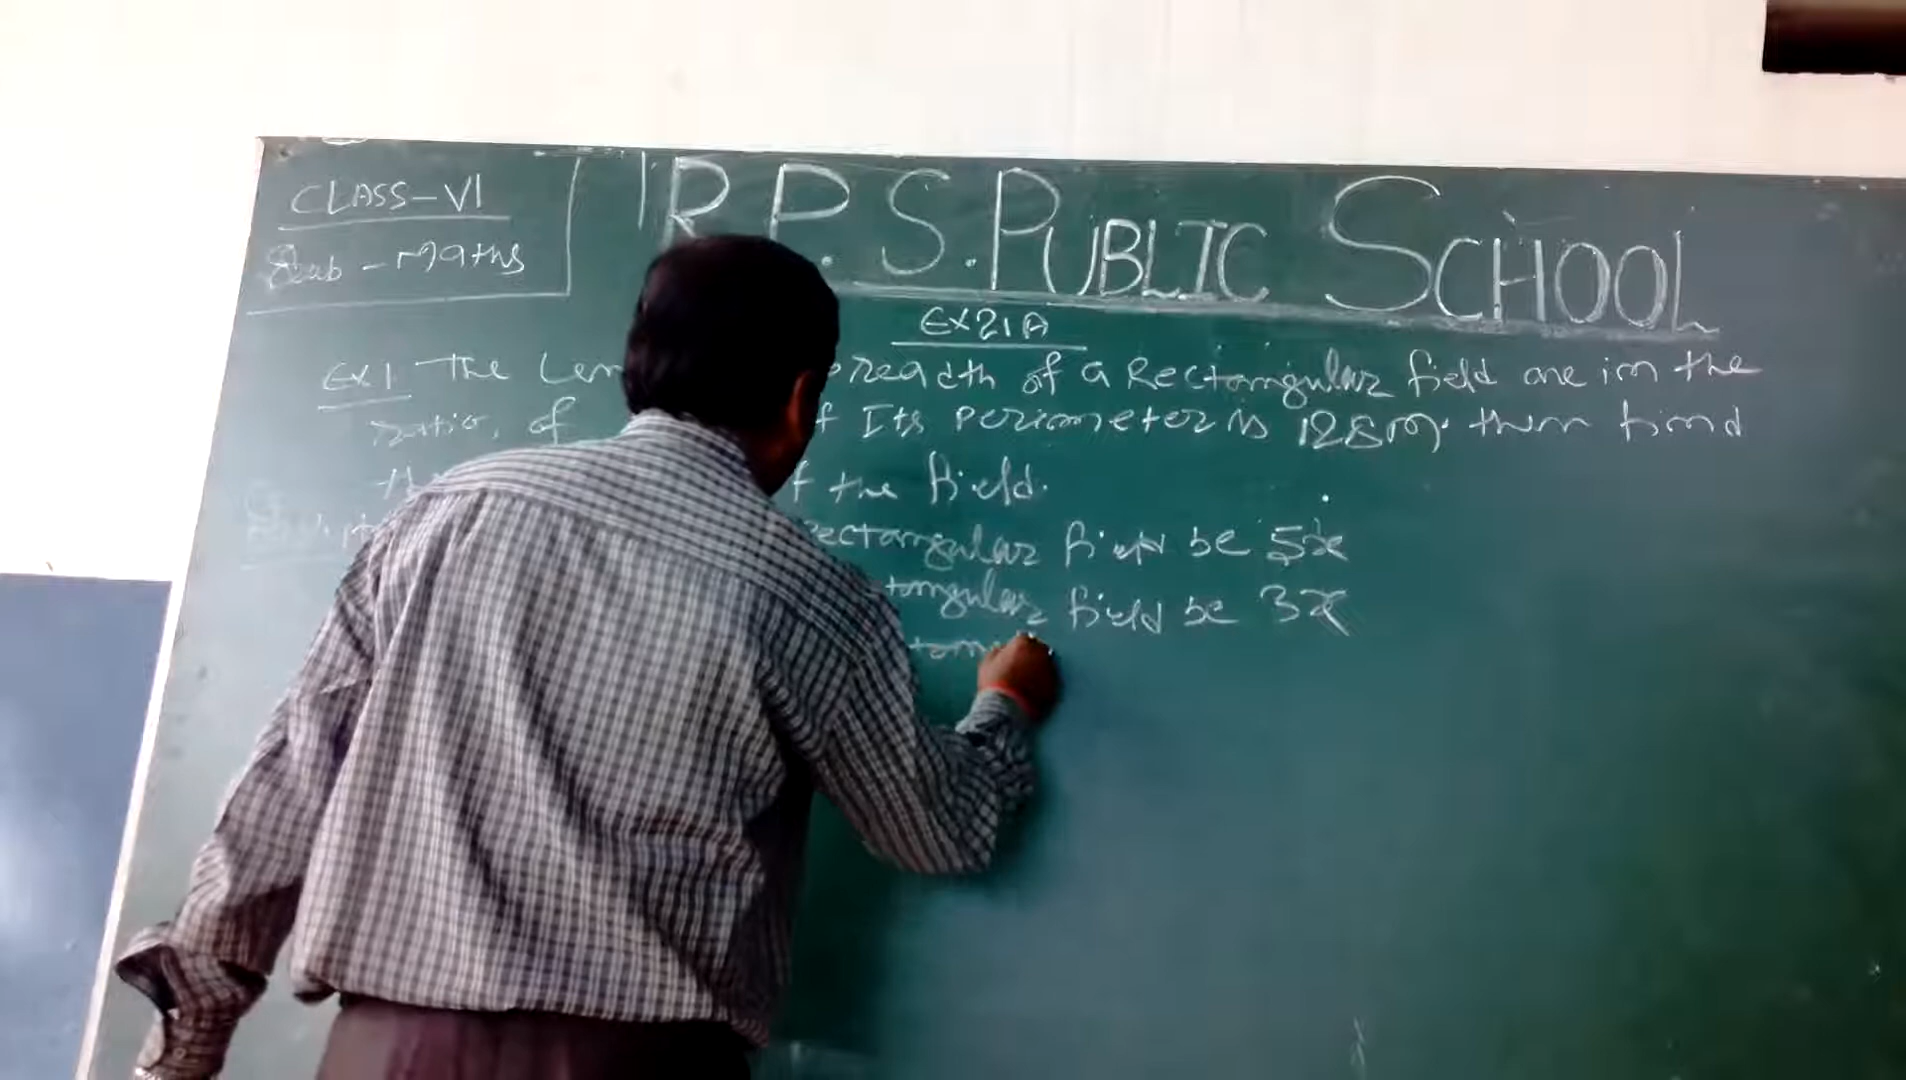 CLASS-VI
Sub - Maths
R.P.S. PUBLIC SCHOOL
EX 21A
EX1. The Len readth of a Rectangular field are in the
ratio, of f Its perimeter is 128m. then find
th f the field.
ectangular field be 5x
tangular field be 3x
tan